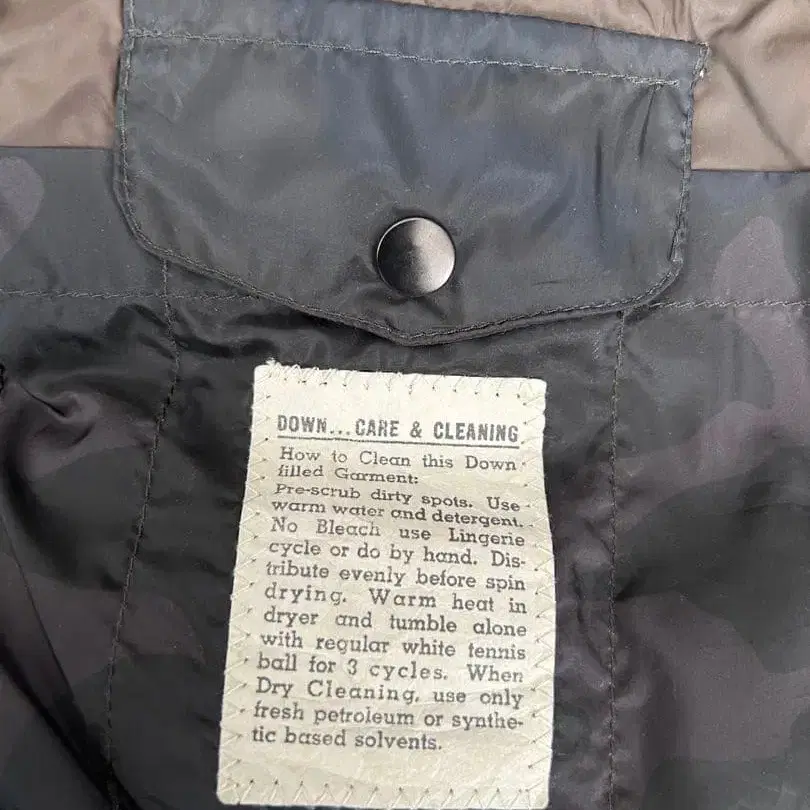 DOWN...CARE & CLEANING
How to Clean this Down
filled Garment:
Pre-scrub dirty spots. Use
warm water and detergent.
No Bleach use Lingerie
cycle or do by hand. Dis-
tribute evenly before spin
drying. Warm heat in
dryer and tumble alone
with regular white tennis
ball for 3 cycles. When
Dry Cleaning, use only
fresh petroleum or synthe-
tic based solvents.